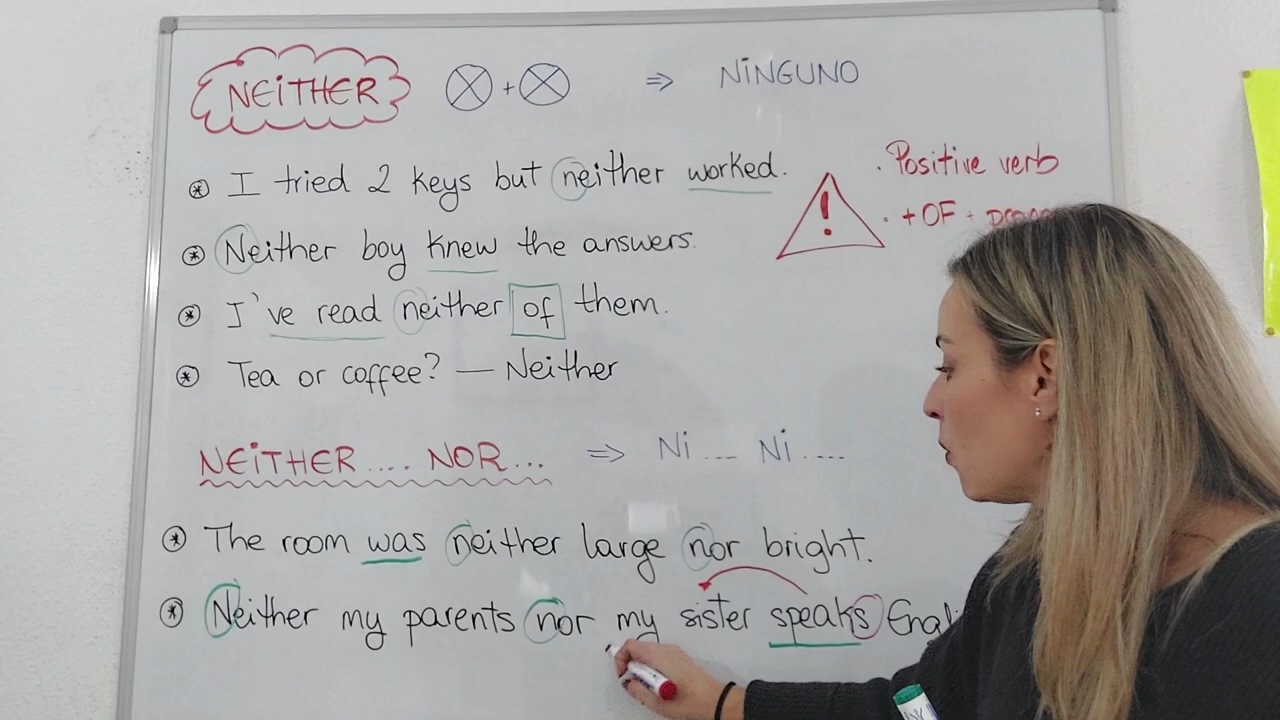 NEITHER + ⇒ NINGUNO
I tried 2 keys but neither worked.
. Positive verb
Neither boy knew the answers.
. + OF +
I've read neither of them.
Tea or coffee? — Neither
NEITHER .... NOR ... ⇒ Ni ... Ni ....
The room was neither large nor bright.
Neither my parents nor my sister speaks